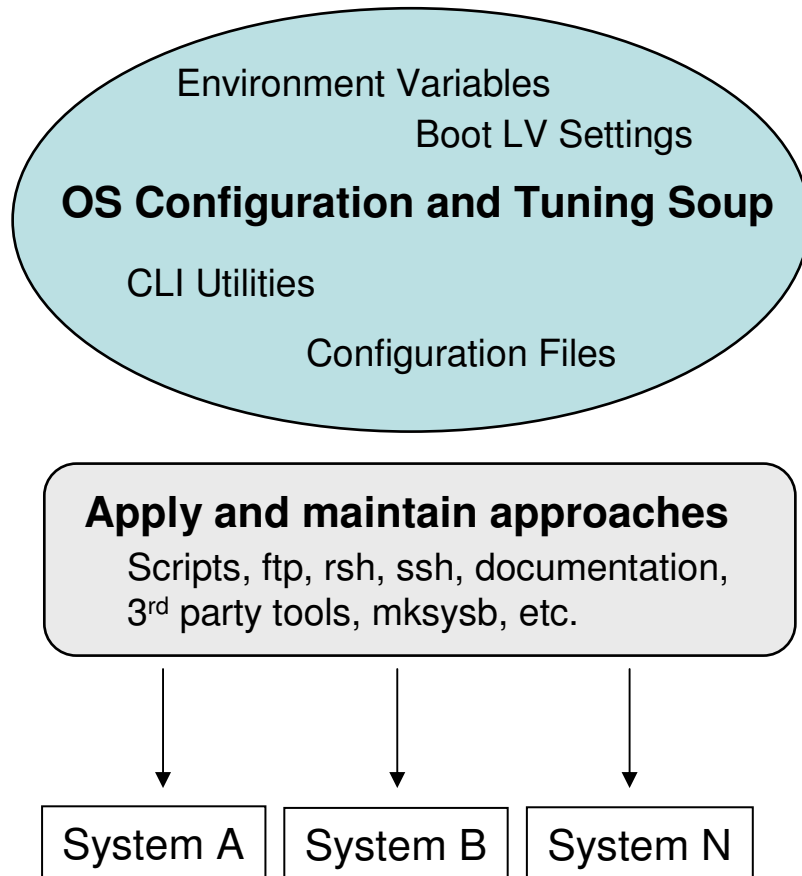 Environment Variables
Boot LV Settings
OS Configuration and Tuning Soup
CLI Utilities
Configuration Files
Apply and maintain approaches
Scripts, ftp, rsh, ssh, documentation,
3rd party tools, mksysb, etc.
System A
System B
System N